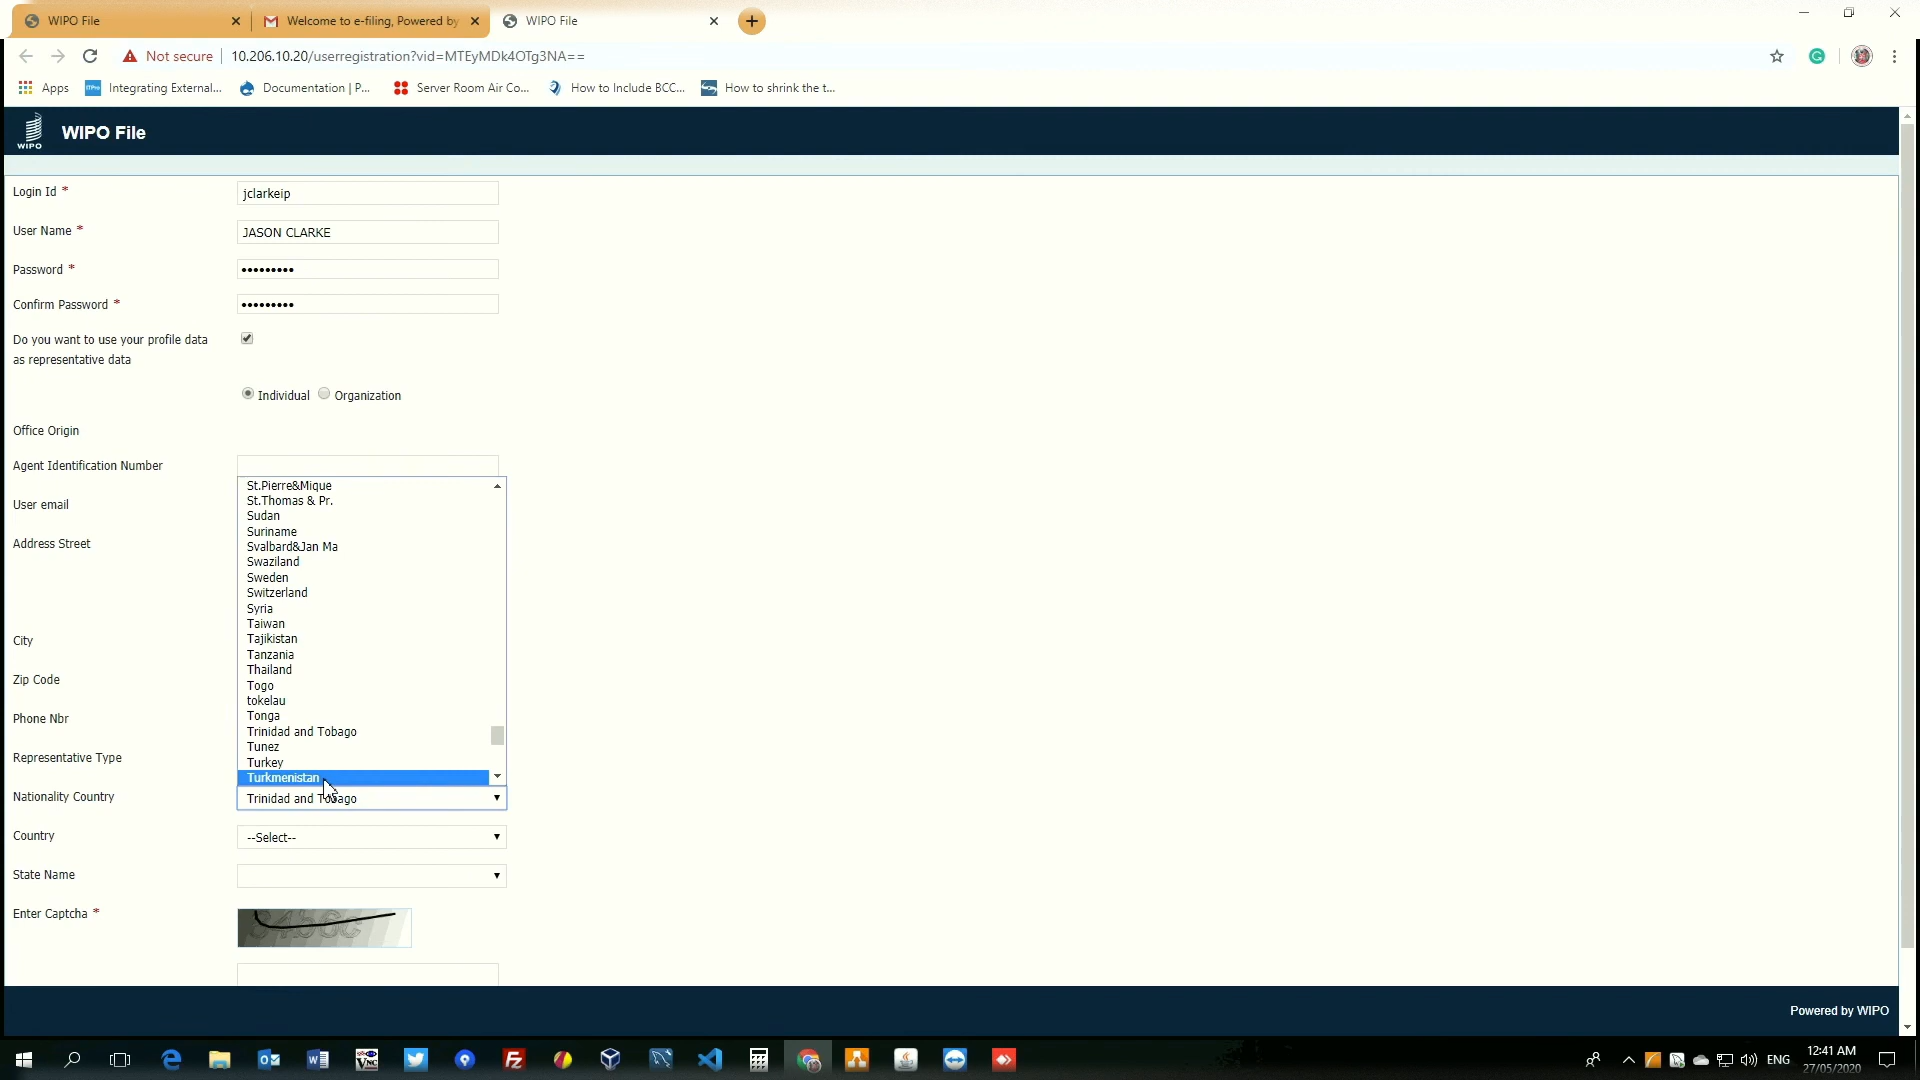 WIPO File
Welcome to e-filing, Powered by
WIPO File
Not secure
10.206.10.20/userregistration?vid=MTEyMDk4OTg3NA==
Apps
Integrating External...
Documentation | P...
Server Room Air Co...
How to Include BCC...
How to shrink the t...
WIPO
WIPO File
Login Id *
jclarkeip
User Name *
JASON CLARKE
Password *
Confirm Password *
Do you want to use your profile data
as representative data
Individual
Organization
Office Origin
Agent Identification Number
User email
Address Street
City
Zip Code
Phone Nbr
Representative Type
St.Pierre&Mique
St.Thomas & Pr.
Sudan
Suriname
Svalbard&Jan Ma
Swaziland
Sweden
Switzerland
Syria
Taiwan
Tajikistan
Tanzania
Thailand
Togo
tokelau
Tonga
Trinidad and Tobago
Tunez
Turkey
Turkmenistan
Nationality Country
Trinidad and Tobago
Country
--Select--
State Name
Enter Captcha *
Powered by WIPO
ENG
12:41 AM
27/05/2020